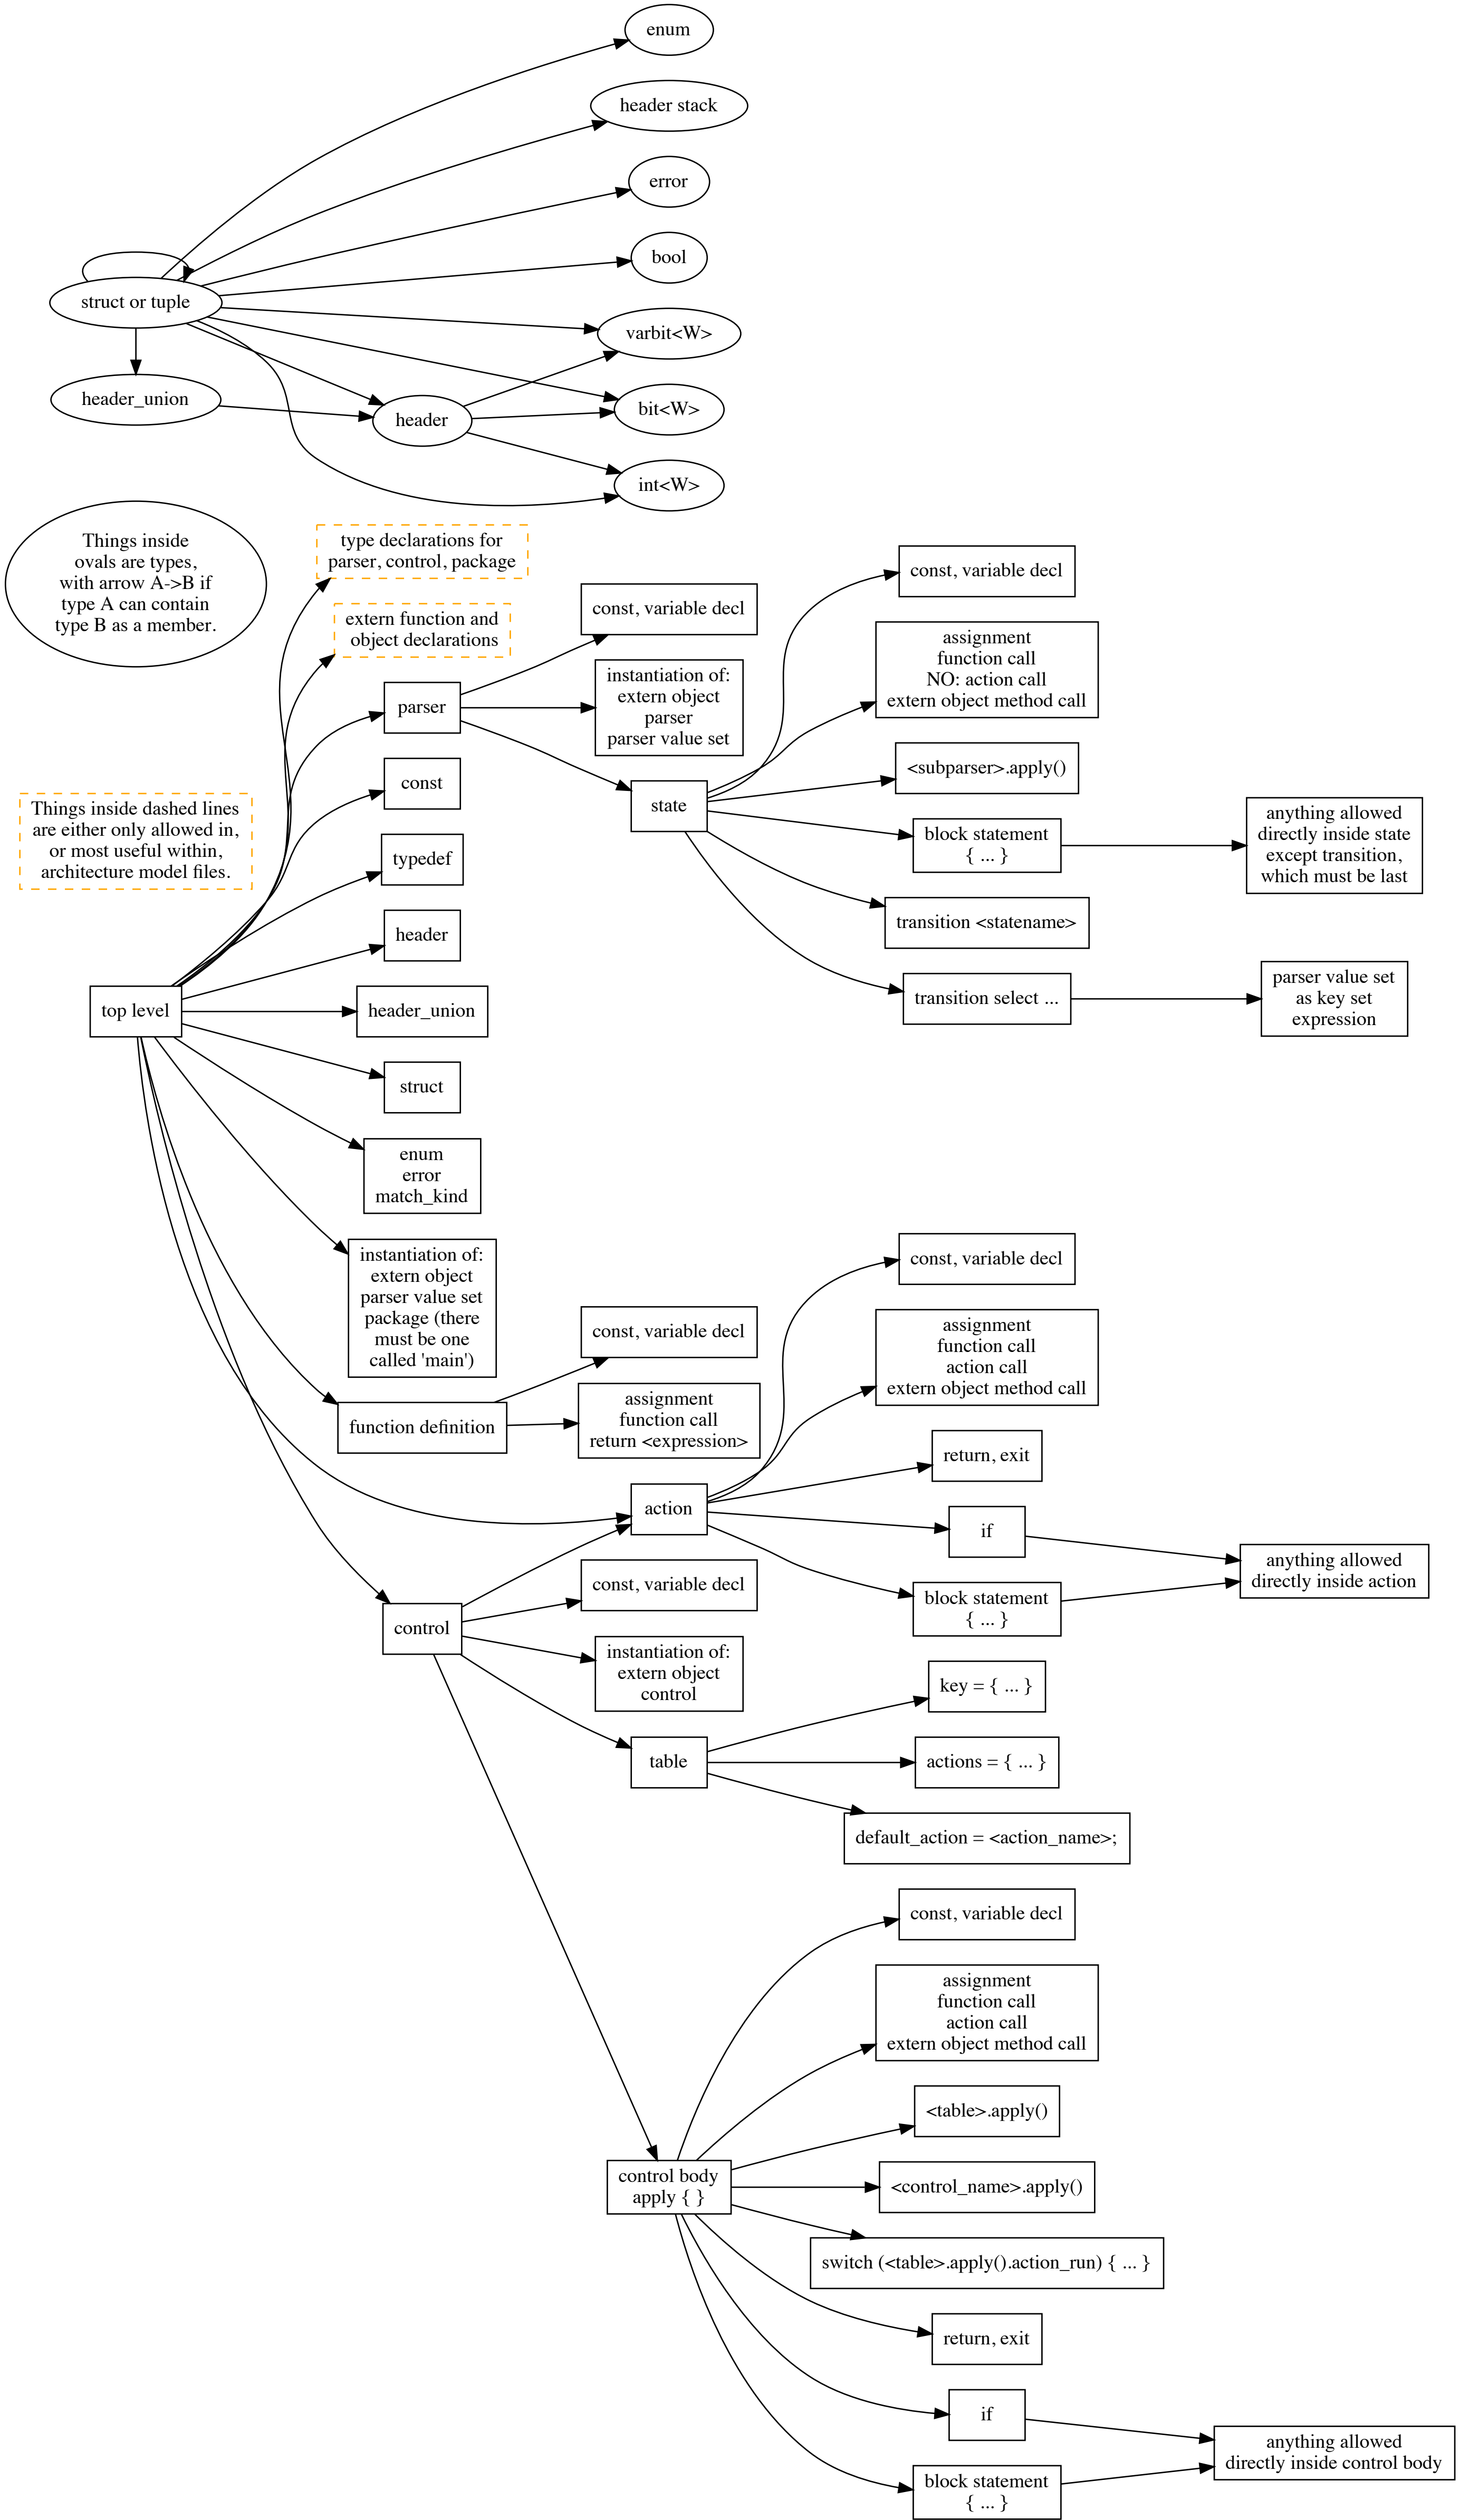 enum
header stack
error
bool
struct or tuple
varbit<W>
header_union
bit<W>
header
int<W>
Things inside
ovals are types,
with arrow A->B if
type A can contain
type B as a member.
type declarations for
parser, control, package
extern function and
object declarations
Things inside dashed lines
are either only allowed in,
or most useful within,
architecture model files.
top level
parser
const
typedef
header
header_union
struct
enum
error
match_kind
instantiation of:
extern object
parser value set
package (there
must be one
called 'main')
function definition
control
const, variable decl
instantiation of:
extern object
parser
parser value set
state
const, variable decl
assignment
function call
NO: action call
extern object method call
<subparser>.apply()
block statement
{ ... }
anything allowed
directly inside state
except transition,
which must be last
transition <statename>
transition select ...
parser value set
as key set
expression
const, variable decl
assignment
function call
return <expression>
action
const, variable decl
assignment
function call
action call
extern object method call
return, exit
if
block statement
{ ... }
anything allowed
directly inside action
const, variable decl
instantiation of:
extern object
control
table
key = { ... }
actions = { ... }
default_action = <action_name>;
control body
apply { }
const, variable decl
assignment
function call
action call
extern object method call
<table>.apply()
<control_name>.apply()
switch (<table>.apply().action_run) { ... }
return, exit
if
block statement
{ ... }
anything allowed
directly inside control body